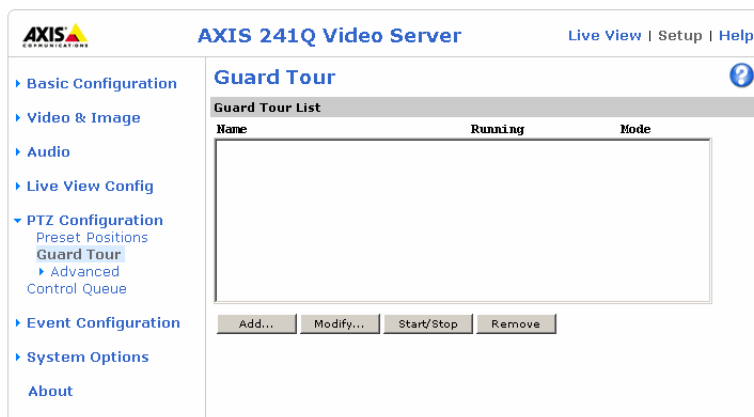 AXIS
COMMUNICATIONS
AXIS 241Q Video Server
Live View | Setup | Help
Basic Configuration
Video & Image
Audio
Live View Config
PTZ Configuration
Preset Positions
Guard Tour
Advanced
Control Queue
Event Configuration
System Options
About
Guard Tour
?
Guard Tour List
Name Running Mode
Add... Modify... Start/Stop Remove